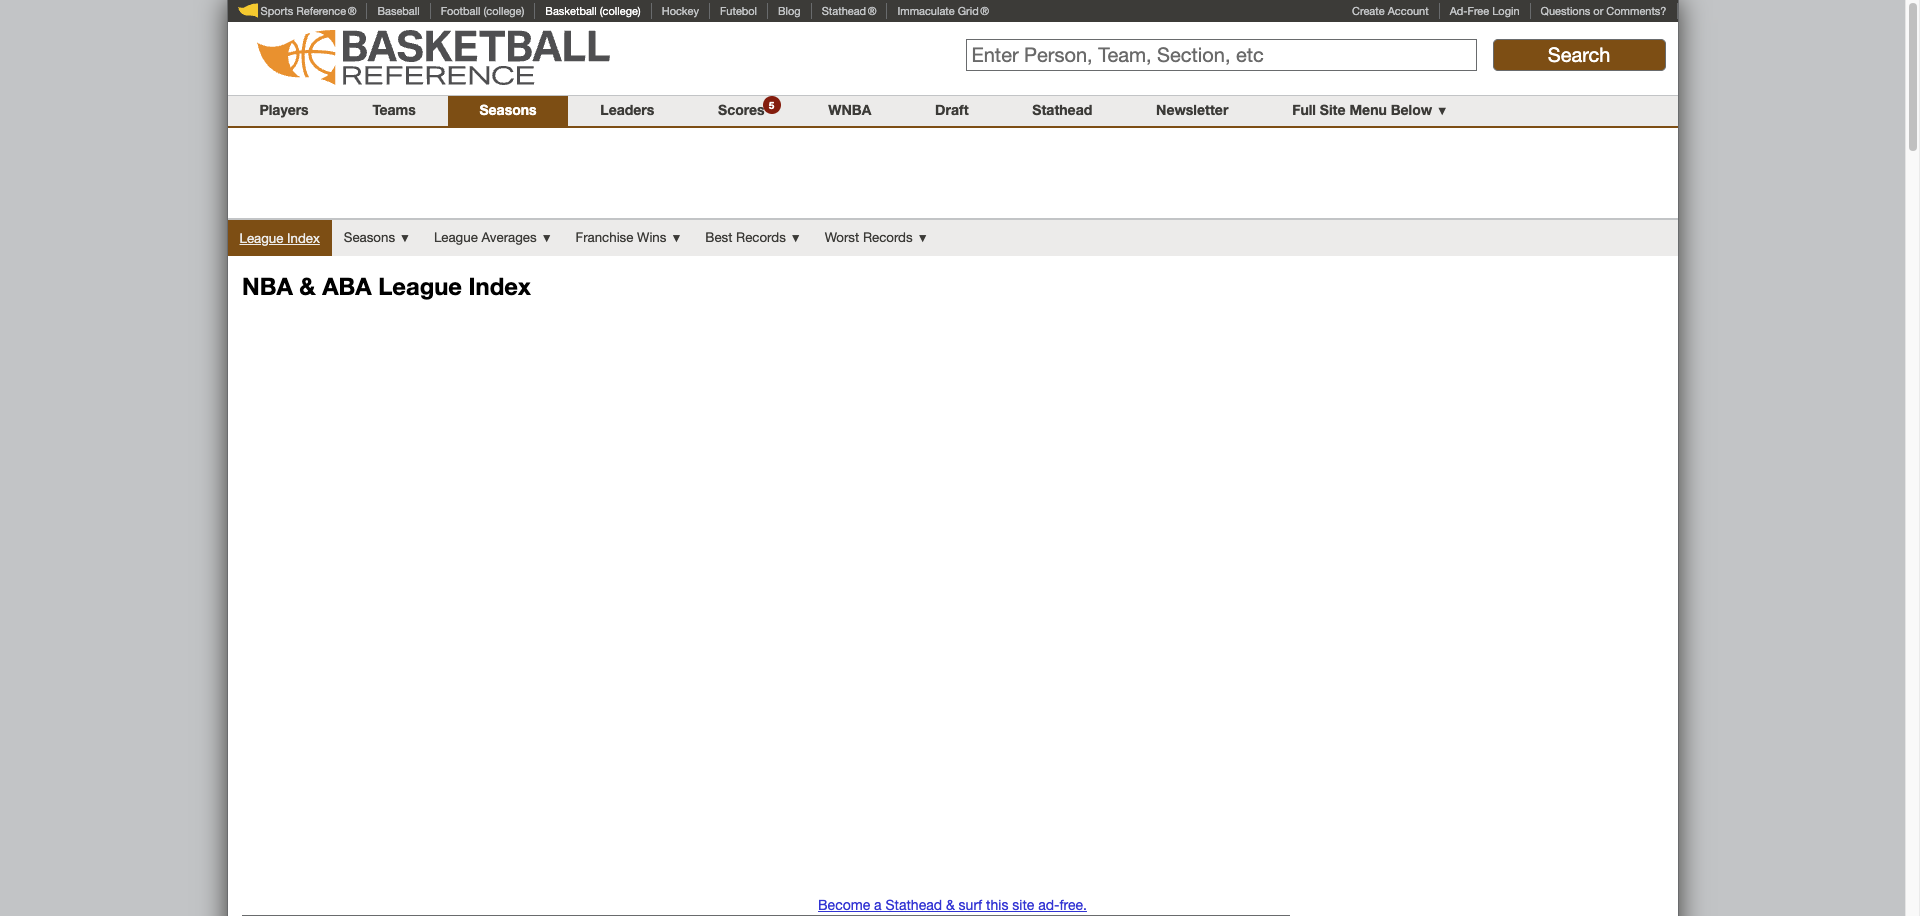 Sports Reference® Baseball Football (college) Basketball (college) Hockey Futebol Blog Stathead® Immaculate Grid® Create Account Ad-Free Login Questions or Comments?
BASKETBALL
REFERENCE
Enter Person, Team, Section, etc Search
Players Teams Seasons Leaders Scores 5 WNBA Draft Stathead Newsletter Full Site Menu Below ▼
League Index Seasons ▼ League Averages ▼ Franchise Wins ▼ Best Records ▼ Worst Records ▼
NBA & ABA League Index
Become a Stathead & surf this site ad-free.